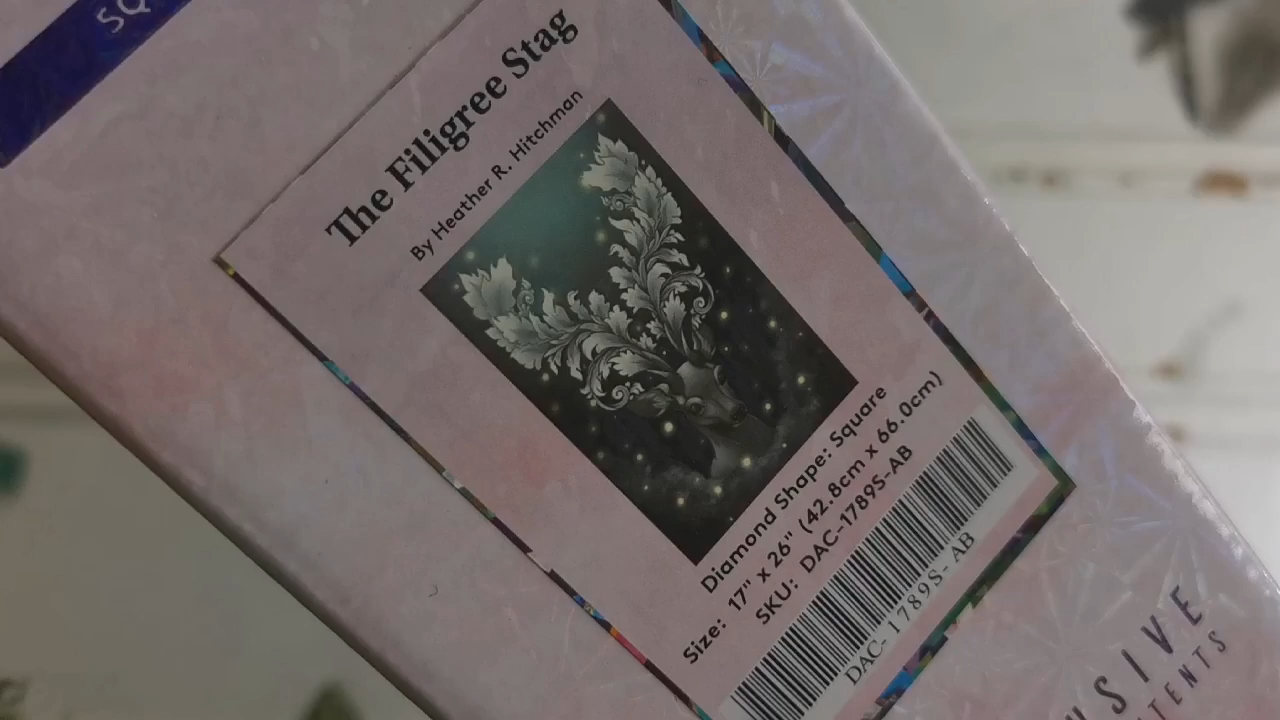 SQ
The Filigree Stag
By Heather R. Hitchman
Diamond Shape: Square
Size: 17" x 26" (42.8cm x 66.0cm)
SKU: DAC-1789S-AB
DAC-1789S-AB
USIVE
TENTS